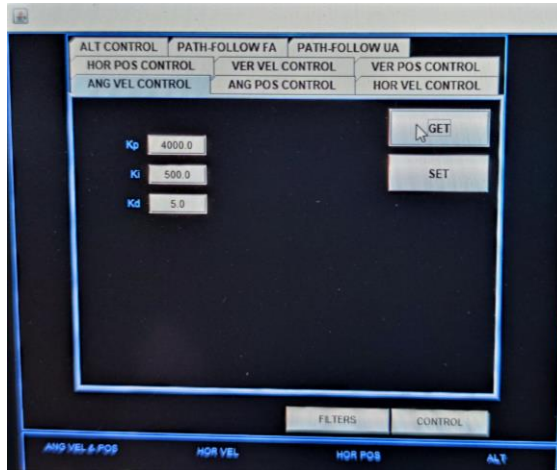 ALT CONTROL PATH-FOLLOW FA PATH-FOLLOW UA
HOR POS CONTROL VER VEL CONTROL VER POS CONTROL
ANG VEL CONTROL ANG POS CONTROL HOR VEL CONTROL
GET
Kp 4000.0
Ki 500.0
SET
Kd 5.0
FILTERS CONTROL
ANG VEL & POS HOR VEL HOR POS ALT